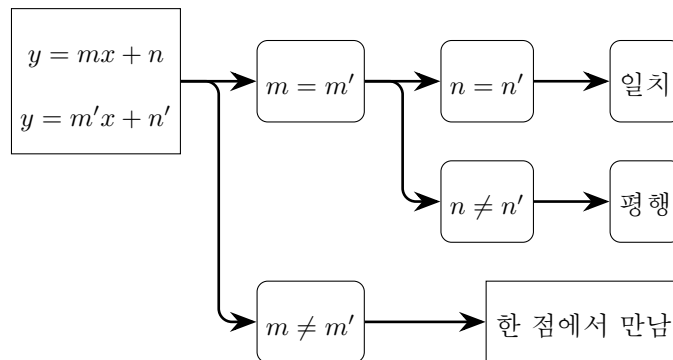 y = mx + n
y = m′x + n′
m = m′
n = n′
일치
n ≠ n′
평행
m ≠ m′
한 점에서 만남